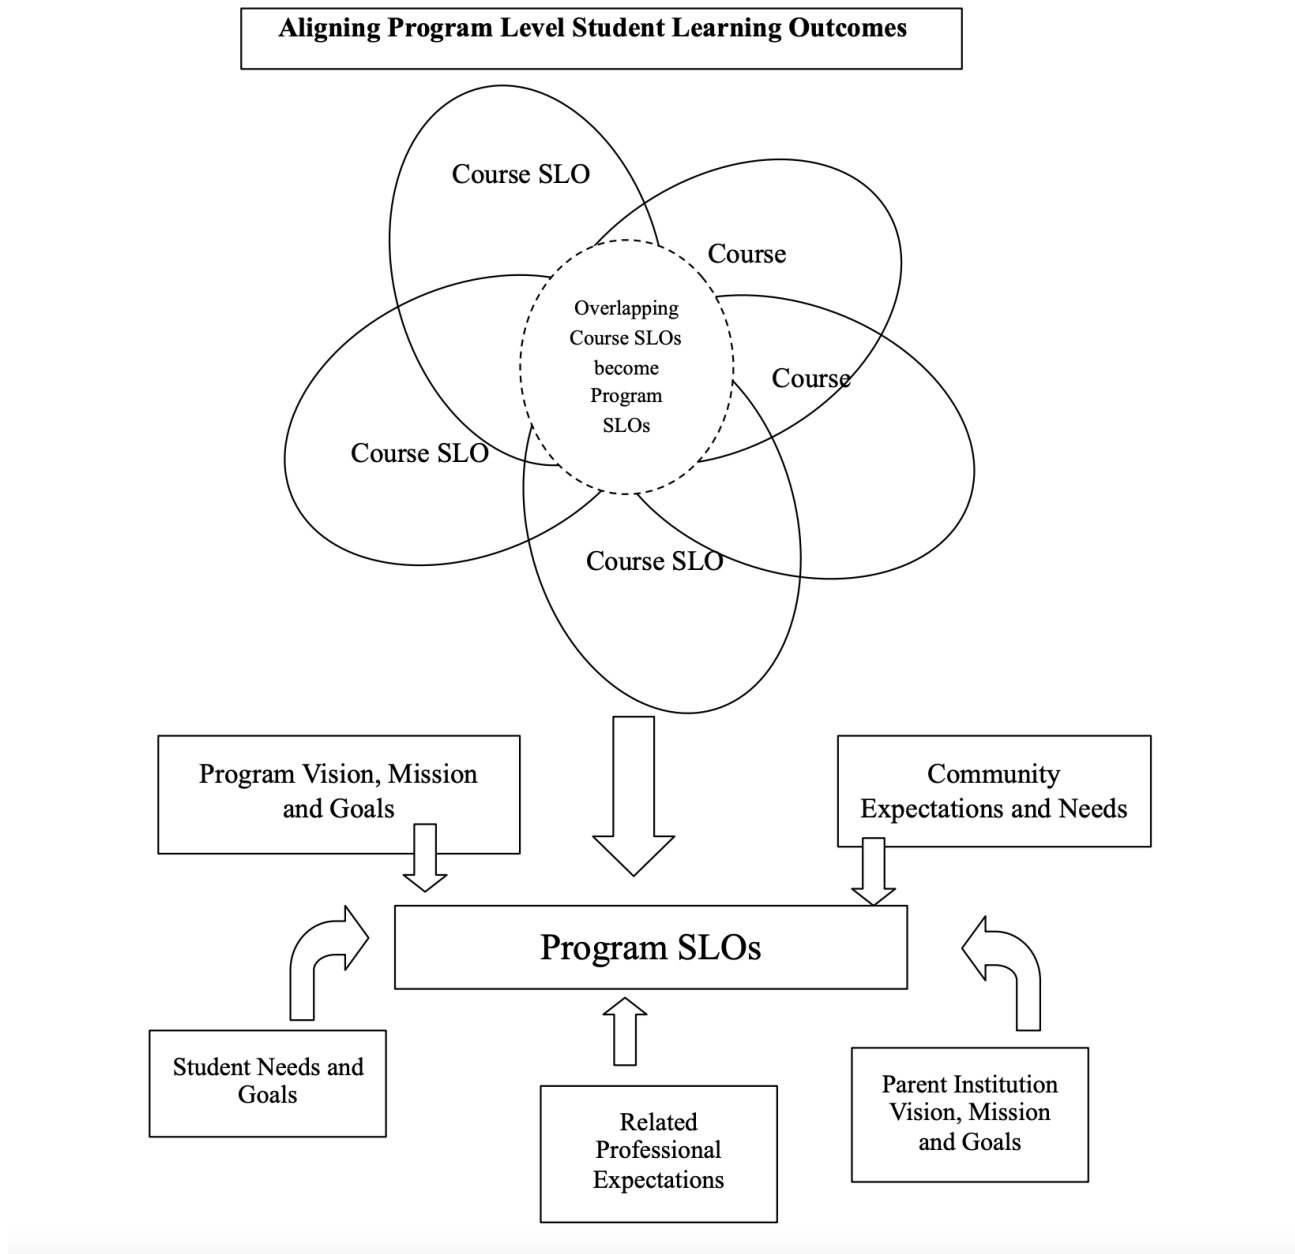 Aligning Program Level Student Learning Outcomes
Course SLO
Course
Overlapping
Course SLOs
become
Program
SLOs
Course
Course SLO
Course SLO
Program Vision, Mission
and Goals
Community
Expectations and Needs
Program SLOs
Student Needs and
Goals
Related
Professional
Expectations
Parent Institution
Vision, Mission
and Goals